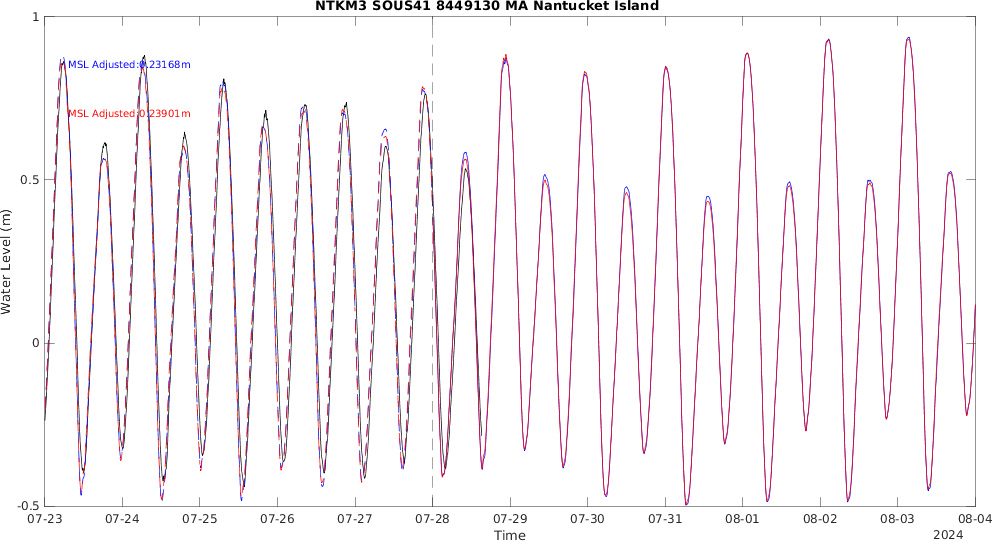 NTKM3 SOUS41 8449130 MA Nantucket Island
1
MSL Adjusted:0.23168m
MSL Adjusted:0.23901m
0.5
Water Level (m)
0
-0.5
07-23 07-24 07-25 07-26 07-27 07-28 07-29 07-30 07-31 08-01 08-02 08-03 08-04
Time
2024